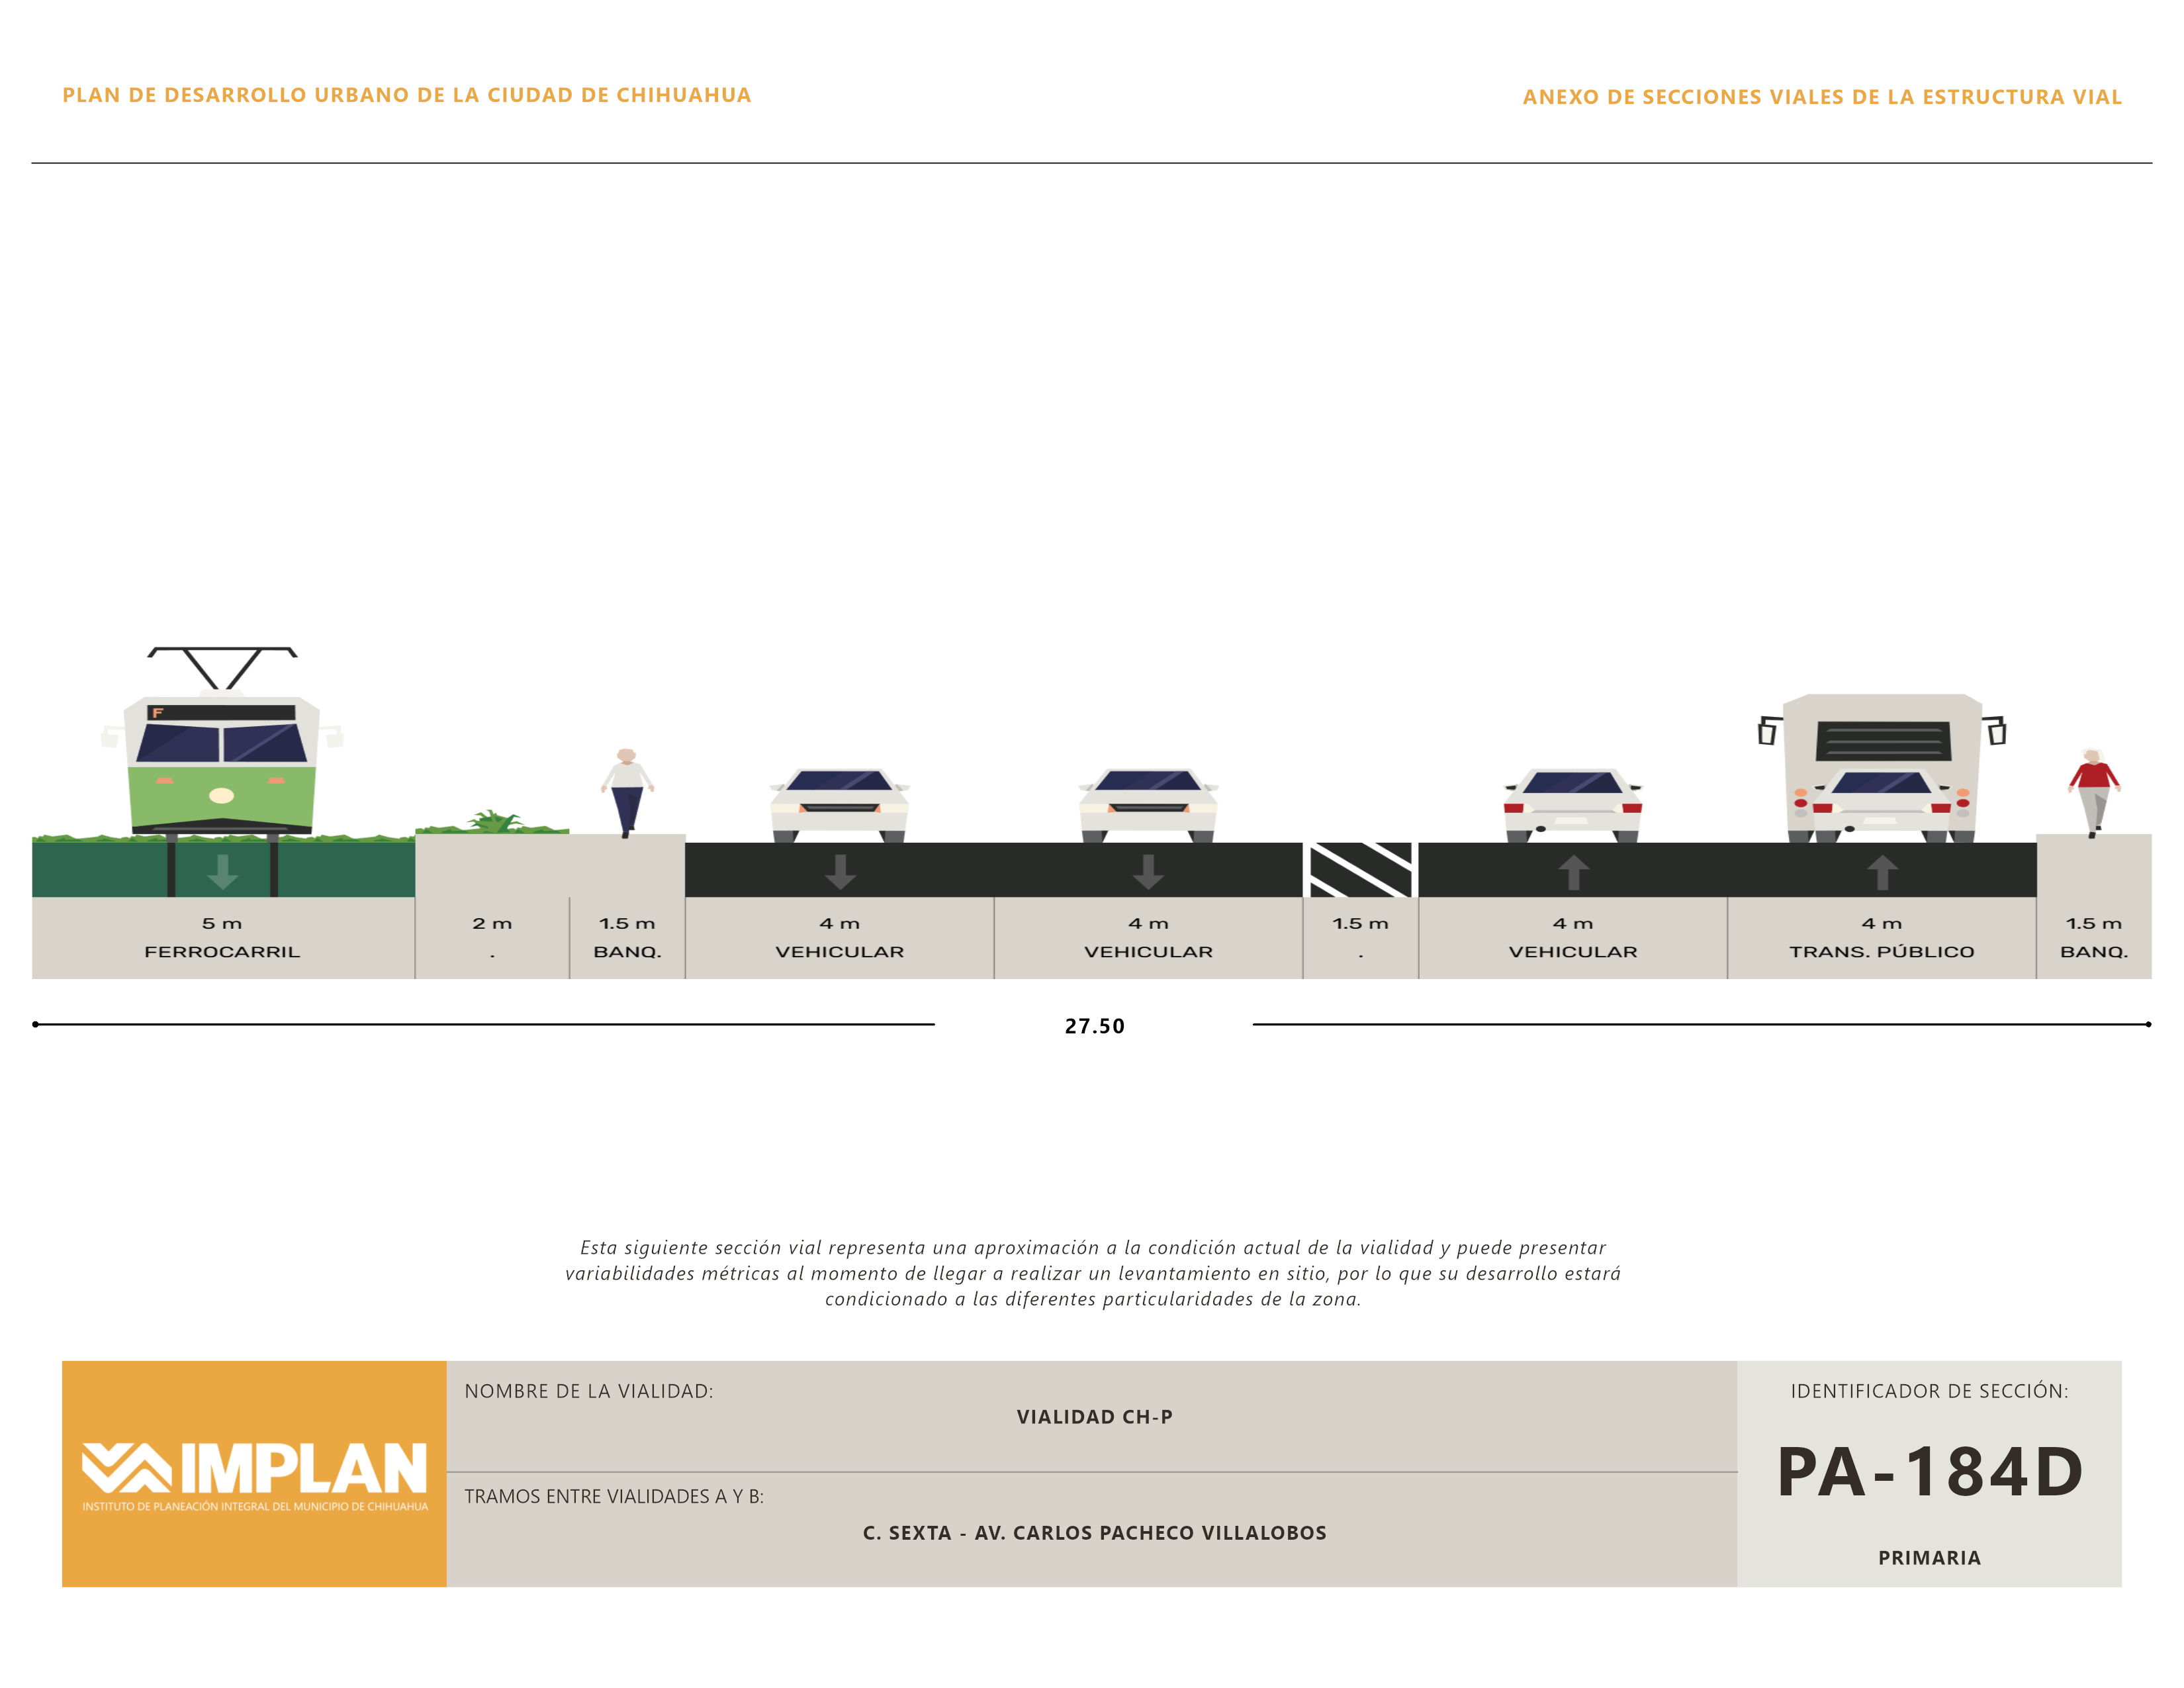 PLAN DE DESARROLLO URBANO DE LA CIUDAD DE CHIHUAHUA
ANEXO DE SECCIONES VIALES DE LA ESTRUCTURA VIAL
F
5 m 2 m 1.5 m 4 m 4 m 1.5 m 4 m 4 m 1.5 m
FERROCARRIL . BANQ. VEHICULAR VEHICULAR . VEHICULAR TRANS. PÚBLICO BANQ.
27.50
Esta siguiente sección vial representa una aproximación a la condición actual de la vialidad y puede presentar
variabilidades métricas al momento de llegar a realizar un levantamiento en sitio, por lo que su desarrollo estará
condicionado a las diferentes particularidades de la zona.
IMPLAN
INSTITUTO DE PLANEACIÓN INTEGRAL DEL MUNICIPIO DE CHIHUAHUA
NOMBRE DE LA VIALIDAD:
VIALIDAD CH-P
TRAMOS ENTRE VIALIDADES A Y B:
C. SEXTA - AV. CARLOS PACHECO VILLALOBOS
IDENTIFICADOR DE SECCIÓN:
PA-184D
PRIMARIA